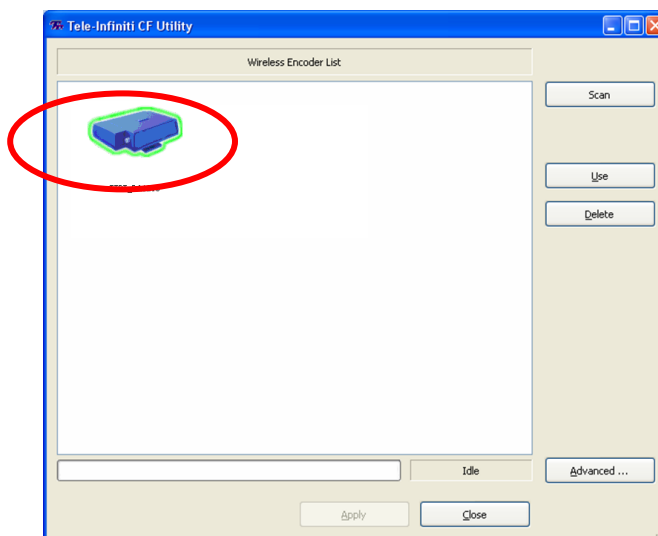 Tele-Infiniti CF Utility
Wireless Encoder List
Scan
Use
Delete
Idle
Advanced ...
Apply
Close